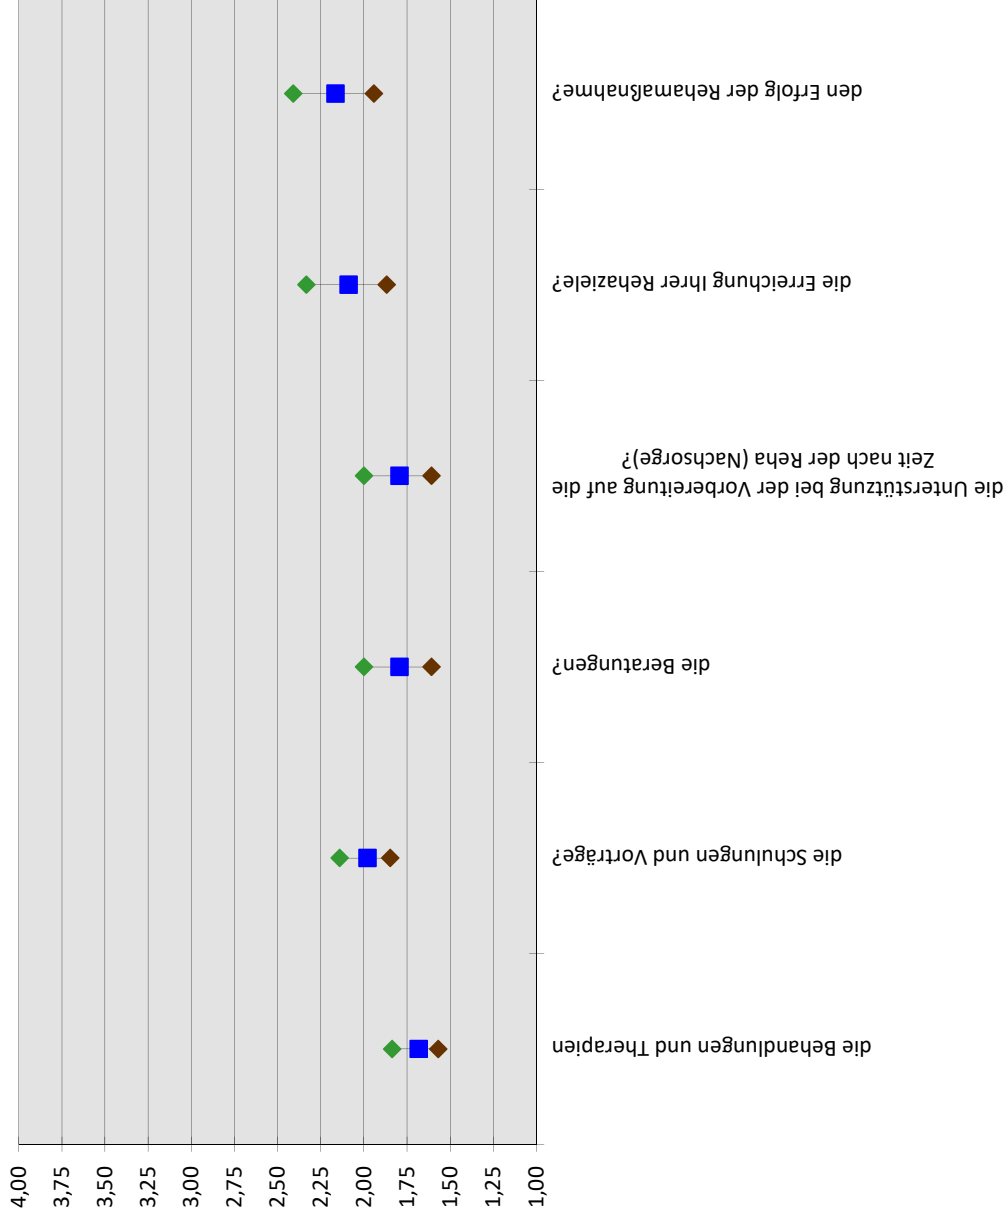 die Behandlungen und Therapien
die Schulungen und Vorträge?
die Beratungen?
die Unterstützung bei der Vorbereitung auf die
Zeit nach der Reha (Nachsorge)?
die Erreichung Ihrer Rehaziele?
den Erfolg der Rehamaßnahme?
1,00
1,25
1,50
1,75
2,00
2,25
2,50
2,75
3,00
3,25
3,50
3,75
4,00